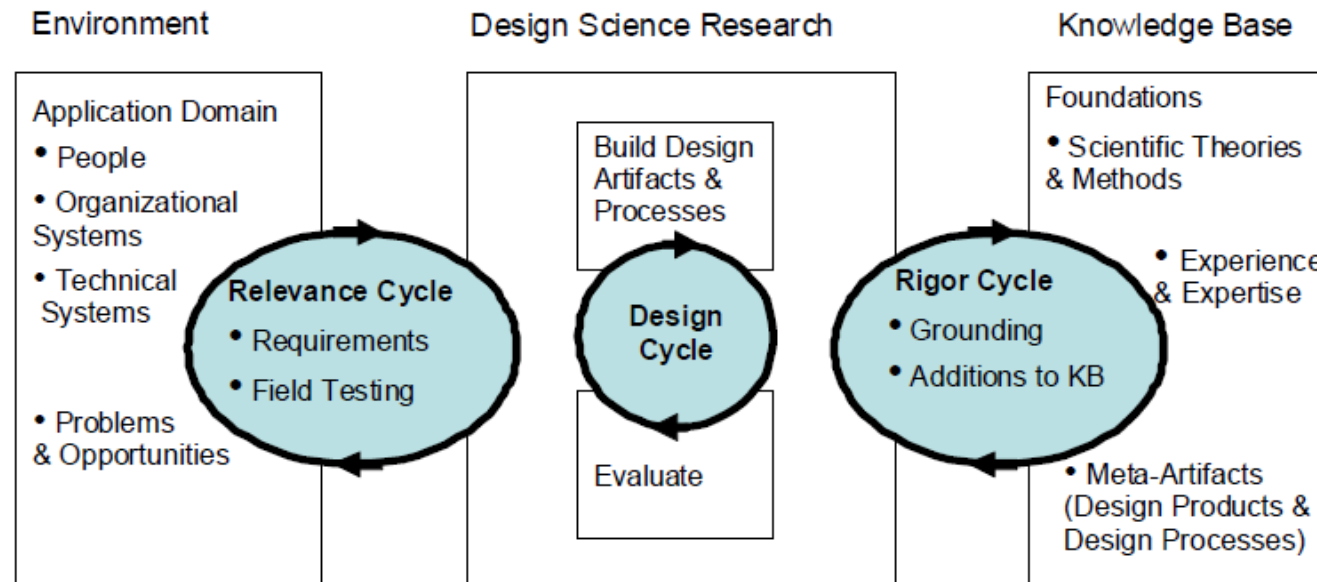 Environment
Design Science Research
Knowledge Base
Application Domain
• People
• Organizational
Systems
• Technical
Systems
• Problems
& Opportunities
Relevance Cycle
• Requirements
• Field Testing
Build Design
Artifacts &
Processes
Design
Cycle
Evaluate
Rigor Cycle
• Grounding
• Additions to KB
Foundations
• Scientific Theories
& Methods
• Experience
& Expertise
• Meta-Artifacts
(Design Products &
Design Processes)